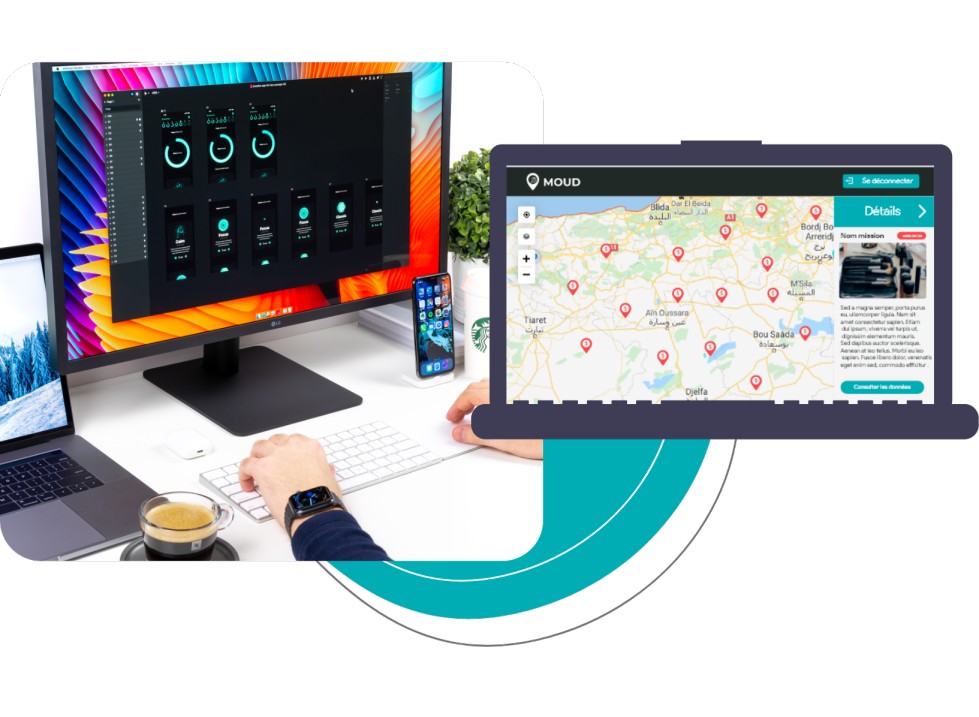 LG
MOUD
Se déconnecter
Blida
البليدة
Dar El Beida
الدار البيضاء
A1
Bordj Bo
Arreridj
برج
بوعريريج
Détails
Nom mission
M'Sila
المسيلة
Tiaret
تيارت
Aïn Oussara
عين وسارة
Bou Saâda
بوسعادة
Djelfa
Sed a magna semper, porta purus
eu, ullamcorper ligula. Nam sit
amet consectetur sapien. Etiam
dui ipsum, viverra vel turpis ut,
dignissim elementum mauris.
Sed dapibus auctor scelerisque.
Aenean et leo tellus. Morbi eu leo
sapien. Fusce libero dolor, venenatis
eget enim sed, commodo efficitur.
Consulter les données